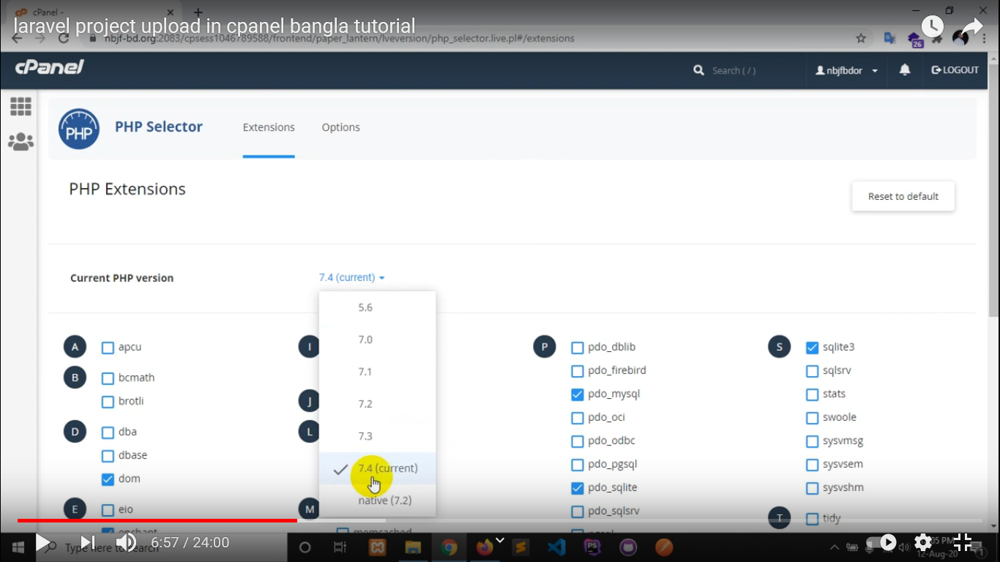 cPanel -
laravel project upload in cpanel bangla tutorial
nbjf-bd.org:2083/cpsess1046789588/frontend/paper_lantern/lveversion/php_selector.live.pl#/extensions
26
cPanel
Search ( / )
nbjfbdor
LOGOUT
PHP
PHP Selector
Extensions
Options
PHP Extensions
Reset to default
Current PHP version
7.4 (current)
5.6
7.0
7.1
7.2
7.3
7.4 (current)
native (7.2)
A
apcu
B
bcmath
brotli
D
dba
dbase
dom
E
eio
enchant
I
J
L
M
memcached
P
pdo_dblib
pdo_firebird
pdo_mysql
pdo_oci
pdo_odbc
pdo_pgsql
pdo_sqlite
pdo_sqlsrv
S
sqlite3
sqlsrv
stats
swoole
sysvmsg
sysvsem
sysvshm
T
tidy
6:57 / 24:00
Type here to search
PS
12-Aug-20
1